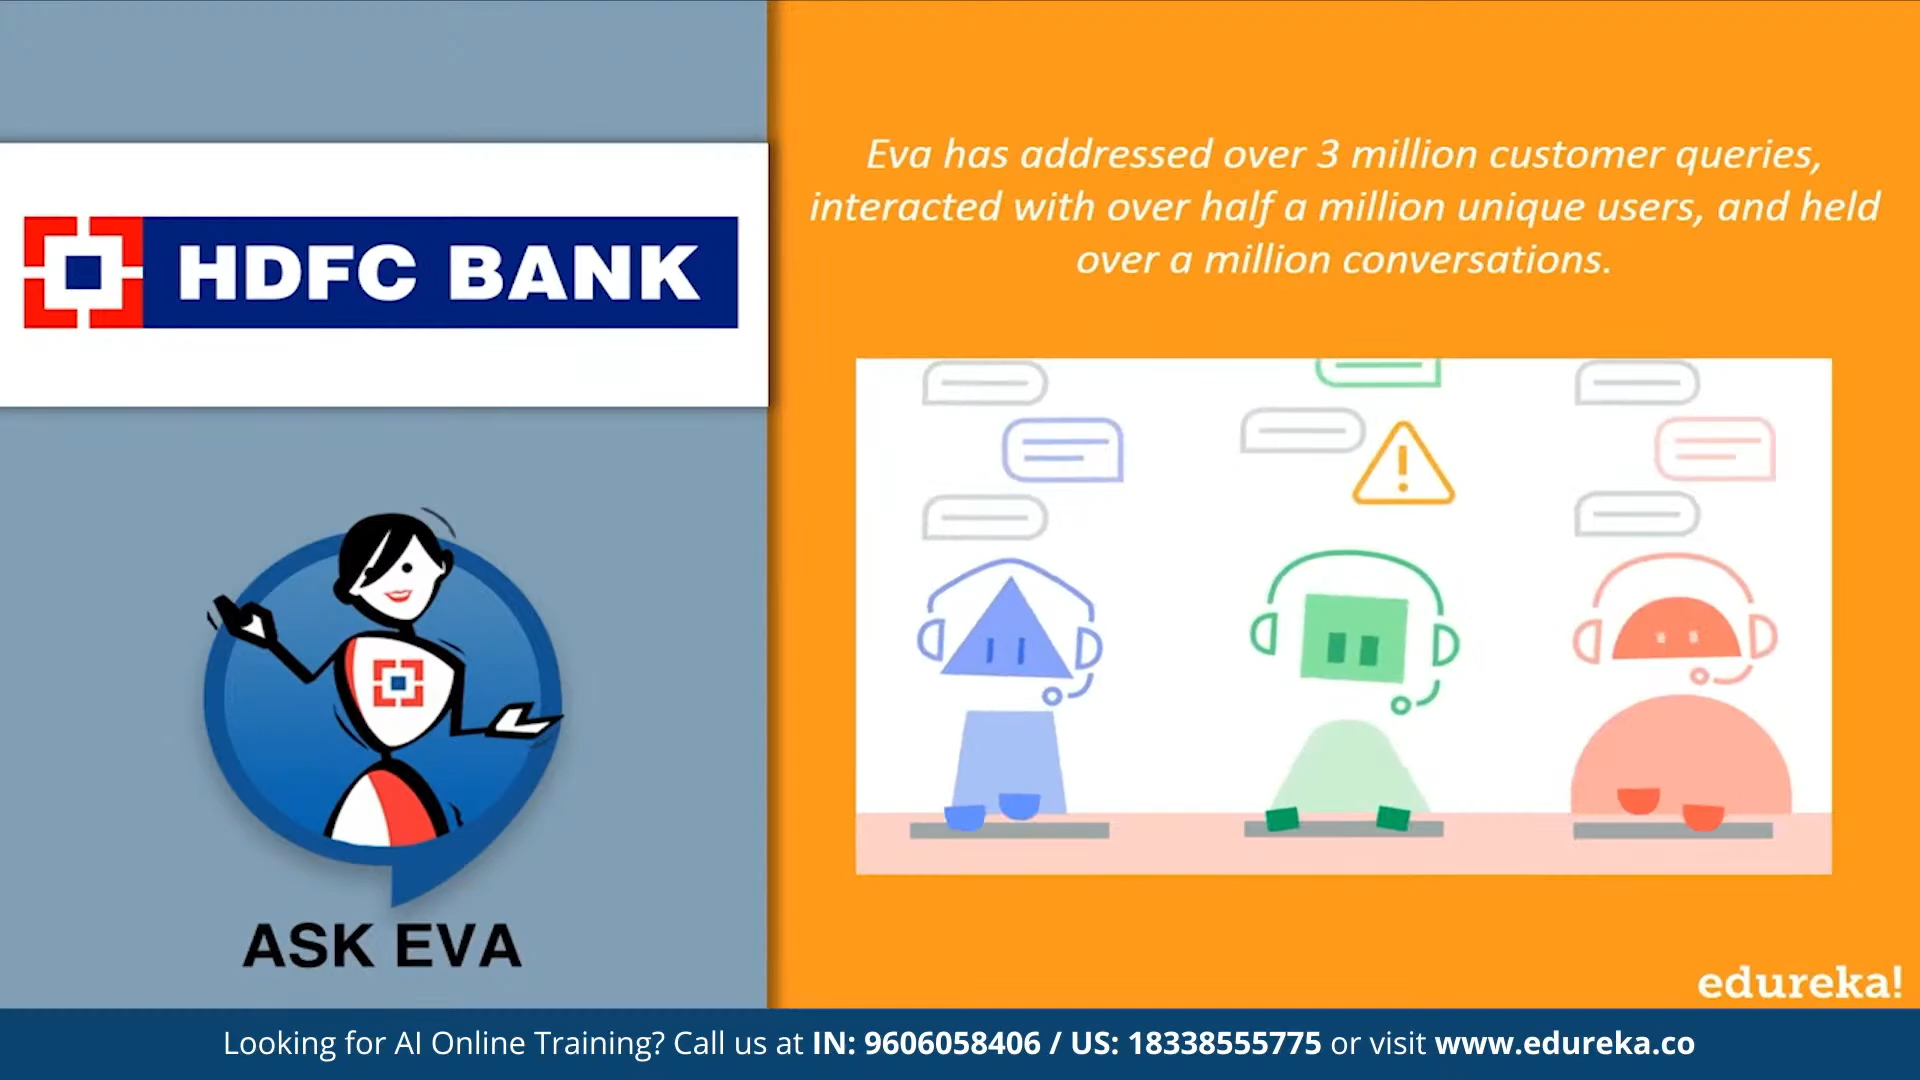 HDFC BANK
ASK EVA
Eva has addressed over 3 million customer queries,
interacted with over half a million unique users, and held
over a million conversations.
edureka!
Looking for AI Online Training? Call us at IN: 9606058406 / US: 18338555775 or visit www.edureka.co